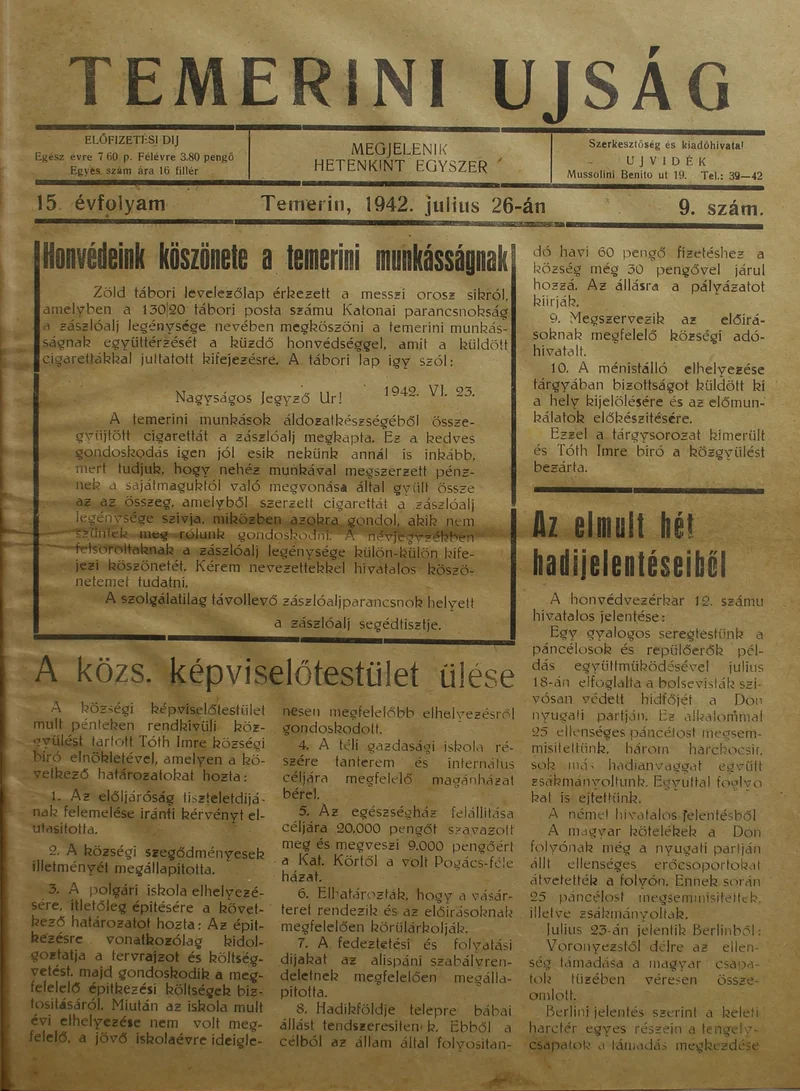 TEMERINI UJSÁG
ELŐFIZETÉSI DIJ
Egész évre 7 60 p. Félévre 3.80 pengő
Egyes szám ára 16 fillér
MEGJELENIK
HETENKINT EGYSZER
Szerkesztőség és kiadóhivatal
UJVIDÉK
Mussolini Benito ut 19. Tel.: 39—42
15. évfolyam
Temerin, 1942. julius 26-án
9. szám.
Honvédeink köszönete a temerini munkásságnak
Zöld tábori levelezőlap érkezett a messzi orosz sikról,
amelyben a 130|20 tábori posta számu Katonai parancsnokság
a zászlóalj legénysége nevében megköszöni a temerini munkás-
ságnak együttérzését a küzdő honvédséggel, amit a küldött
cigarettákkal juttatott kifejezésre. A tábori lap igy szól:
1942. VI. 23.
Nagyságos Jegyző Ur!
A temerini munkások áldozatkészségéből össze-
gyüjtött cigarettát a zászlóalj megkapta. Ez a kedves
gondoskodás igen jól esik nekünk annál is inkább,
mert tudjuk, hogy nehéz munkával megszerzett pénz-
nek a sajátmaguktól való megvonása által gyült össze
az az összeg, amelyből szerzett cigarettát a zászlóalj
legénysége szivja, miközben azokra gondol, akik nem
szüntek meg rólunk gondoskodni. A névjegyzékben
felsoroltaknak a zászlóalj legénysége külön-külön kife-
jezi köszönetét. Kérem nevezettekkel hivatalos köszö-
netemet tudatni.
A szolgálatilag távollevő zászlóaljparancsnok helyett
a zászlóalj segédtisztje.
A közs. képviselőtestület ülése
A községi képviselőtestület
mult pénteken rendkivüli köz-
gyülést tartott Tóth Imre községi
biró elnökletével, amelyen a kö-
vetkező határozatokat hozta:
1. Az előljáróság tiszteletdijá-
nak felemelése iránti kérvényt el-
utasitotta.
2. A községi szegődményesek
illetményét megállapitotta.
3. A polgári iskola elhelyezé-
sére, illetőleg épitésére a követ-
kező határozatot hozta: Az épit-
kezésre vonatkozólag kidol-
goztatja a tervrajzot és költség-
vetést, majd gondoskodik a meg-
felelelő épitkezési költségek biz-
tositásáról. Miután az iskola mult
évi elhelyezése nem volt meg-
felelő, a jövő iskolaévre ideigle-
nesen megfelelőbb elhelyezésről
gondoskodott.
4. A téli gazdasági iskola ré-
szére tanterem és internátus
céljára megfelelő magánházat
bérel.
5. Az egészségház felállitása
céljára 20.000 pengőt szavazott
meg és megveszi 9.000 pengőért
a Kat. Körtől a volt Pogács-féle
házat.
6. Elhatározták, hogy a vásár-
teret rendezik és az előirásoknak
megfelelően körülárkolják.
7. A fedeztetési és folyatási
dijakat az alispáni szabályren-
deletnek megfelelően megálla-
pitotta.
8. Hadikföldje telepre bábai
állást tendszeresiten k. Ebből a
célból az állam által folyositan-
dó havi 60 pengő fizetéshez a
község még 30 pengővel járul
hozzá. Az állásra a pályázatot
kiirják.
9. Megszervezik az előirá-
soknak megfelelő községi adó-
hivatalt.
10. A ménistálló elhelyezése
tárgyában bizottságot küldött ki
a hely kijelölésére és az előmun-
kálatok előkészitésére.
Ezzel a tárgysorozat kimerült
és Tóth Imre biró a közgyülést
bezárta.
Az elmult hét
hadijelentéseiből
A honvédvezérkar 12. számu
hivatalos jelentése:
Egy gyalogos seregtestünk a
páncélosok és repülőerők pél-
dás együttmüködésével julius
18-án elfoglalta a bolsevisták szi-
vósan védett hidfőjét a Don
nyugati partján. Ez alkalommal
25 ellenséges páncélost megsem-
misitettünk, három harckocsit,
sok más hadianyaggal együtt
zsákmányoltunk. Egyuttal foglyo
kat is ejtettünk.
A német hivatalos jelentésből
A magyar kötelékek a Don
folyónak még a nyugati partján
állt ellenséges erőcsoportokat
átvetették a folyón. Ennek során
25 páncélost megsemmisitettek,
illetve zsákmányoltak.
Julius 23-án jelentik Berlinből:
Voronyezstől délre az ellen-
ség támadása a magyar csapa-
tok tüzében véresen össze-
omlott.
Berlini jelentés szerint a keleti
harctér egyes részein a tengely-
csapatok a támadás megkezdése